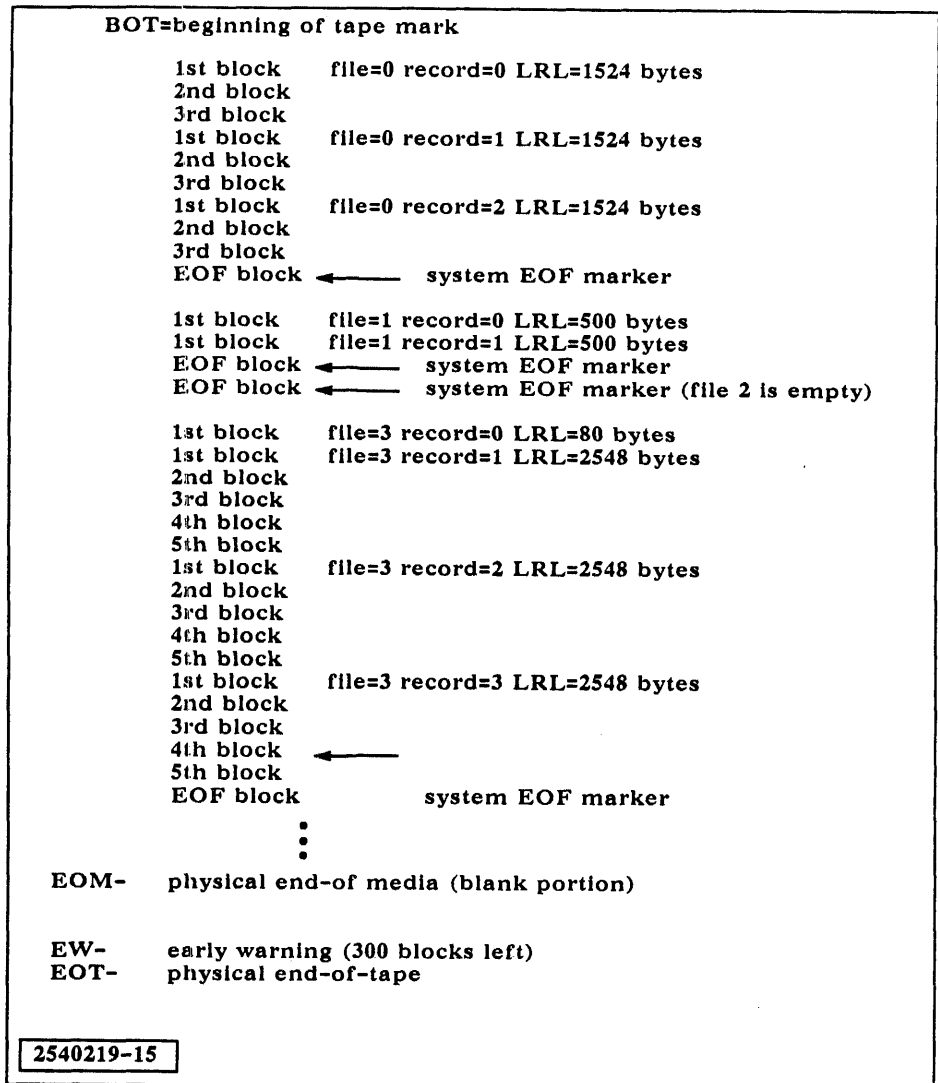 BOT=beginning of tape mark
1st block file=0 record=0 LRL=1524 bytes
2nd block
3rd block
1st block file=0 record=1 LRL=1524 bytes
2nd block
3rd block
1st block file=0 record=2 LRL=1524 bytes
2nd block
3rd block
EOF block system EOF marker
1st block file=1 record=0 LRL=500 bytes
1st block file=1 record=1 LRL=500 bytes
EOF block system EOF marker
EOF block system EOF marker (file 2 is empty)
1st block file=3 record=0 LRL=80 bytes
1st block file=3 record=1 LRL=2548 bytes
2nd block
3rd block
4th block
5th block
1st block file=3 record=2 LRL=2548 bytes
2nd block
3rd block
4th block
5th block
1st block file=3 record=3 LRL=2548 bytes
2nd block
3rd block
4th block
5th block
EOF block system EOF marker
EOM- physical end-of media (blank portion)
EW- early warning (300 blocks left)
EOT- physical end-of-tape
2540219-15